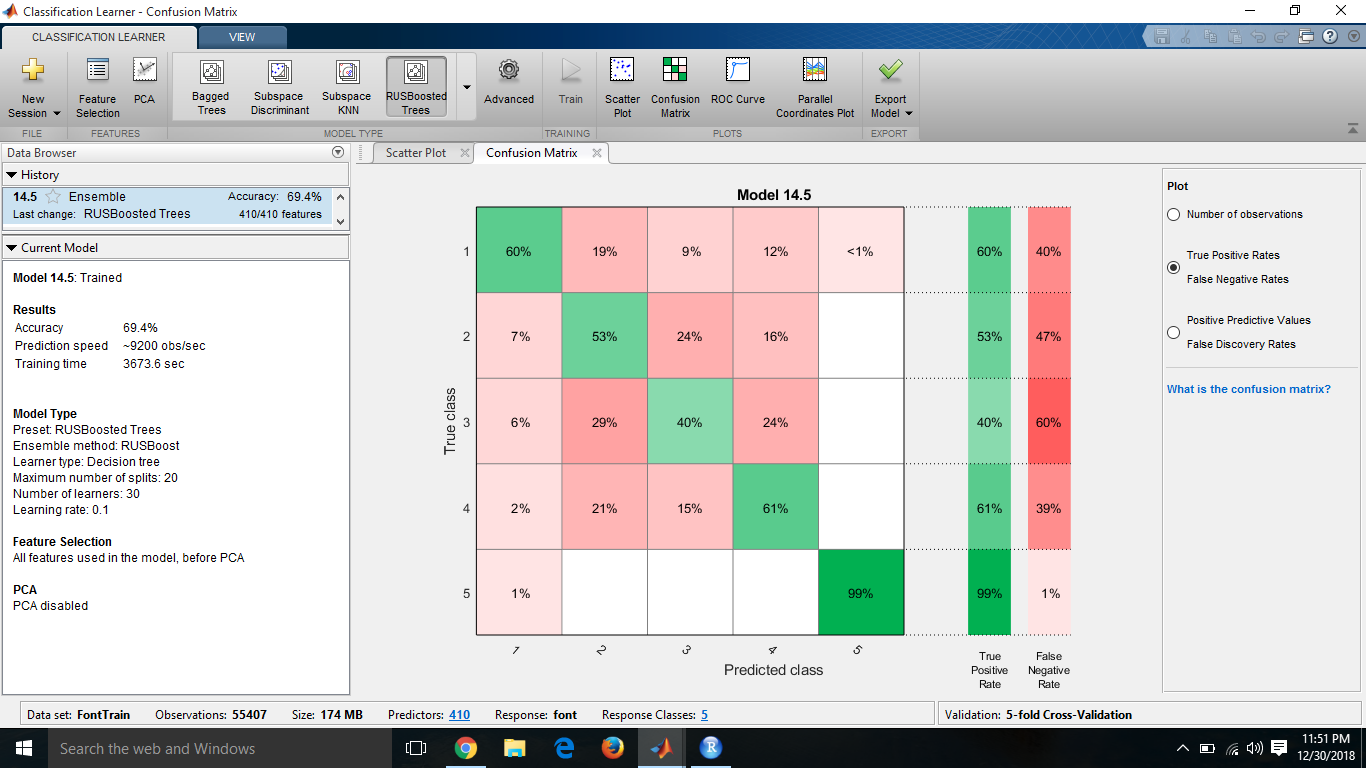 Classification Learner - Confusion Matrix
CLASSIFICATION LEARNER
VIEW
New Session
Feature Selection
PCA
Bagged Trees
Subspace Discriminant
Subspace KNN
RUSBoosted Trees
Advanced
Train
Scatter Plot
Confusion Matrix
ROC Curve
Parallel Coordinates Plot
Export Model
FILE
FEATURES
MODEL TYPE
TRAINING
PLOTS
EXPORT
Data Browser
History
14.5 Ensemble Accuracy: 69.4%
Last change: RUSBoosted Trees 410/410 features
Current Model
Model 14.5: Trained
Results
Accuracy 69.4%
Prediction speed ~9200 obs/sec
Training time 3673.6 sec
Model Type
Preset: RUSBoosted Trees
Ensemble method: RUSBoost
Learner type: Decision tree
Maximum number of splits: 20
Number of learners: 30
Learning rate: 0.1
Feature Selection
All features used in the model, before PCA
PCA
PCA disabled
Scatter Plot
Confusion Matrix
Model 14.5
True class
1 60% 19% 9% 12% <1% 60% 40%
2 7% 53% 24% 16% 53% 47%
3 6% 29% 40% 24% 40% 60%
4 2% 21% 15% 61% 61% 39%
5 1% 99% 99% 1%
1 2 3 4 5
Predicted class
True Positive Rate
False Negative Rate
Plot
Number of observations
True Positive Rates
False Negative Rates
Positive Predictive Values
False Discovery Rates
What is the confusion matrix?
Data set: FontTrain Observations: 55407 Size: 174 MB Predictors: 410 Response: font Response Classes: 5
Validation: 5-fold Cross-Validation
Search the web and Windows
R
11:51 PM
12/30/2018